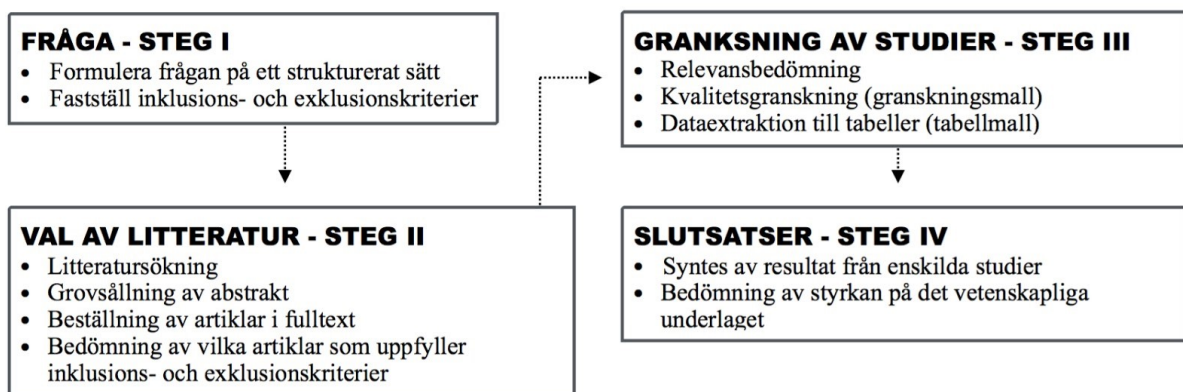 FRÅGA - STEG I
• Formulera frågan på ett strukturerat sätt
• Fastställ inklusions- och exklusionskriterier
VAL AV LITTERATUR - STEG II
• Litteratursökning
• Grovsållning av abstrakt
• Beställning av artiklar i fulltext
• Bedömning av vilka artiklar som uppfyller
inklusions- och exklusionskriterier
GRANKSNING AV STUDIER - STEG III
• Relevansbedömning
• Kvalitetsgranskning (granskningsmall)
• Dataextraktion till tabeller (tabellmall)
SLUTSATSER - STEG IV
• Syntes av resultat från enskilda studier
• Bedömning av styrkan på det vetenskapliga
underlaget